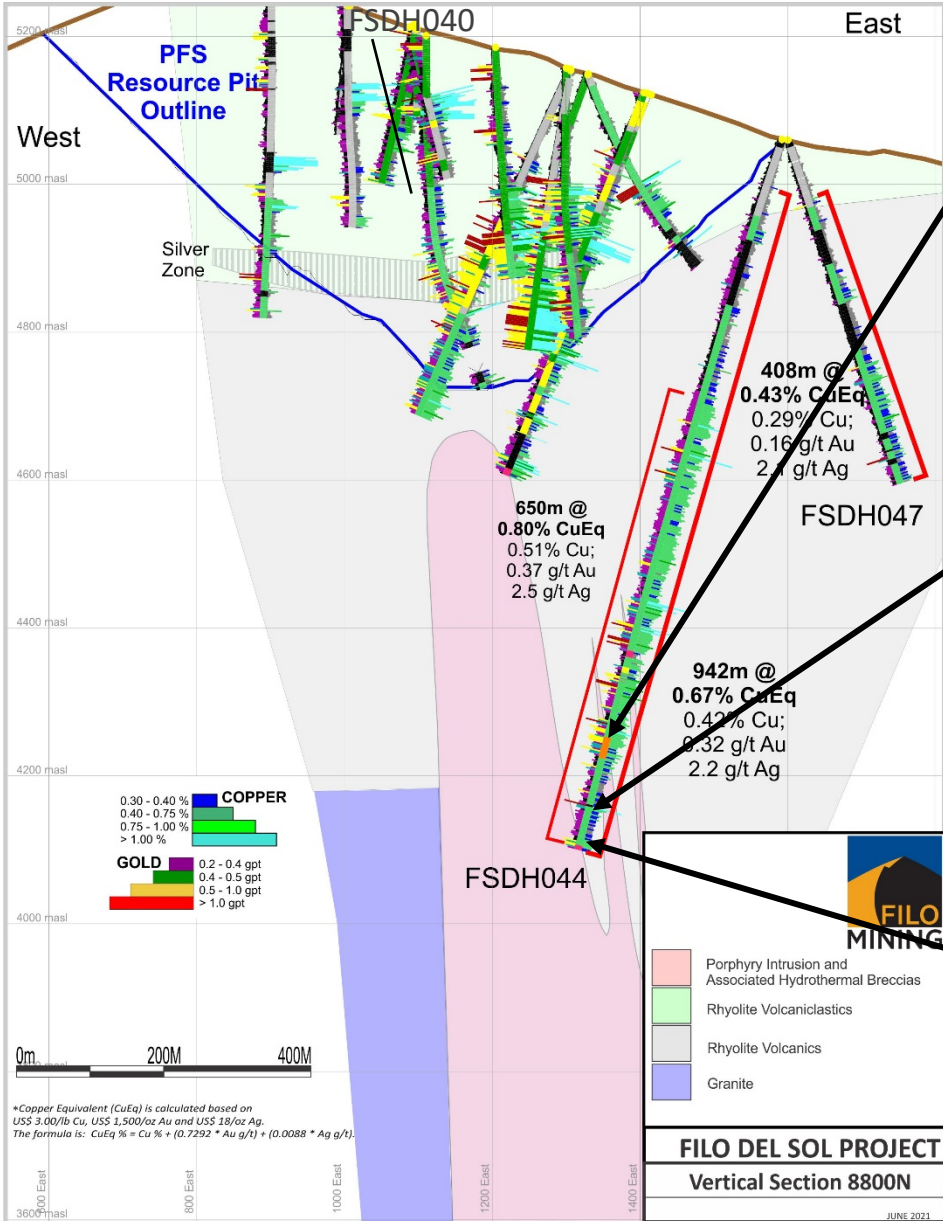 FSDH040
East
5200 masl
PFS
Resource Pit
Outline
West
5000 masl
Silver
Zone
4800 masl
408m @
0.43% CuEq
0.29% Cu;
0.16 g/t Au
2.1 g/t Ag
4600 masl
FSDH047
650m @
0.80% CuEq
0.51% Cu;
0.37 g/t Au
2.5 g/t Ag
4400 masl
942m @
0.67% CuEq
0.42% Cu;
0.32 g/t Au
2.2 g/t Ag
4200 masl
COPPER
0.30 - 0.40 %
0.40 - 0.75 %
0.75 - 1.00 %
> 1.00 %
GOLD
0.2 - 0.4 gpt
0.4 - 0.5 gpt
0.5 - 1.0 gpt
> 1.0 gpt
FSDH044
4000 masl
FILO
MINING
Porphyry Intrusion and
Associated Hydrothermal Breccias
Rhyolite Volcaniclastics
Rhyolite Volcanics
Granite
0m 200M 400M
*Copper Equivalent (CuEq) is calculated based on
US$ 3.00/lb Cu, US$ 1,500/oz Au and US$ 18/oz Ag.
The formula is: CuEq % = Cu % + (0.7292 * Au g/t) + (0.0088 * Ag g/t).
FILO DEL SOL PROJECT
Vertical Section 8800N
JUNE 2021
3600 masl
800 East
1000 East
1200 East
1400 East